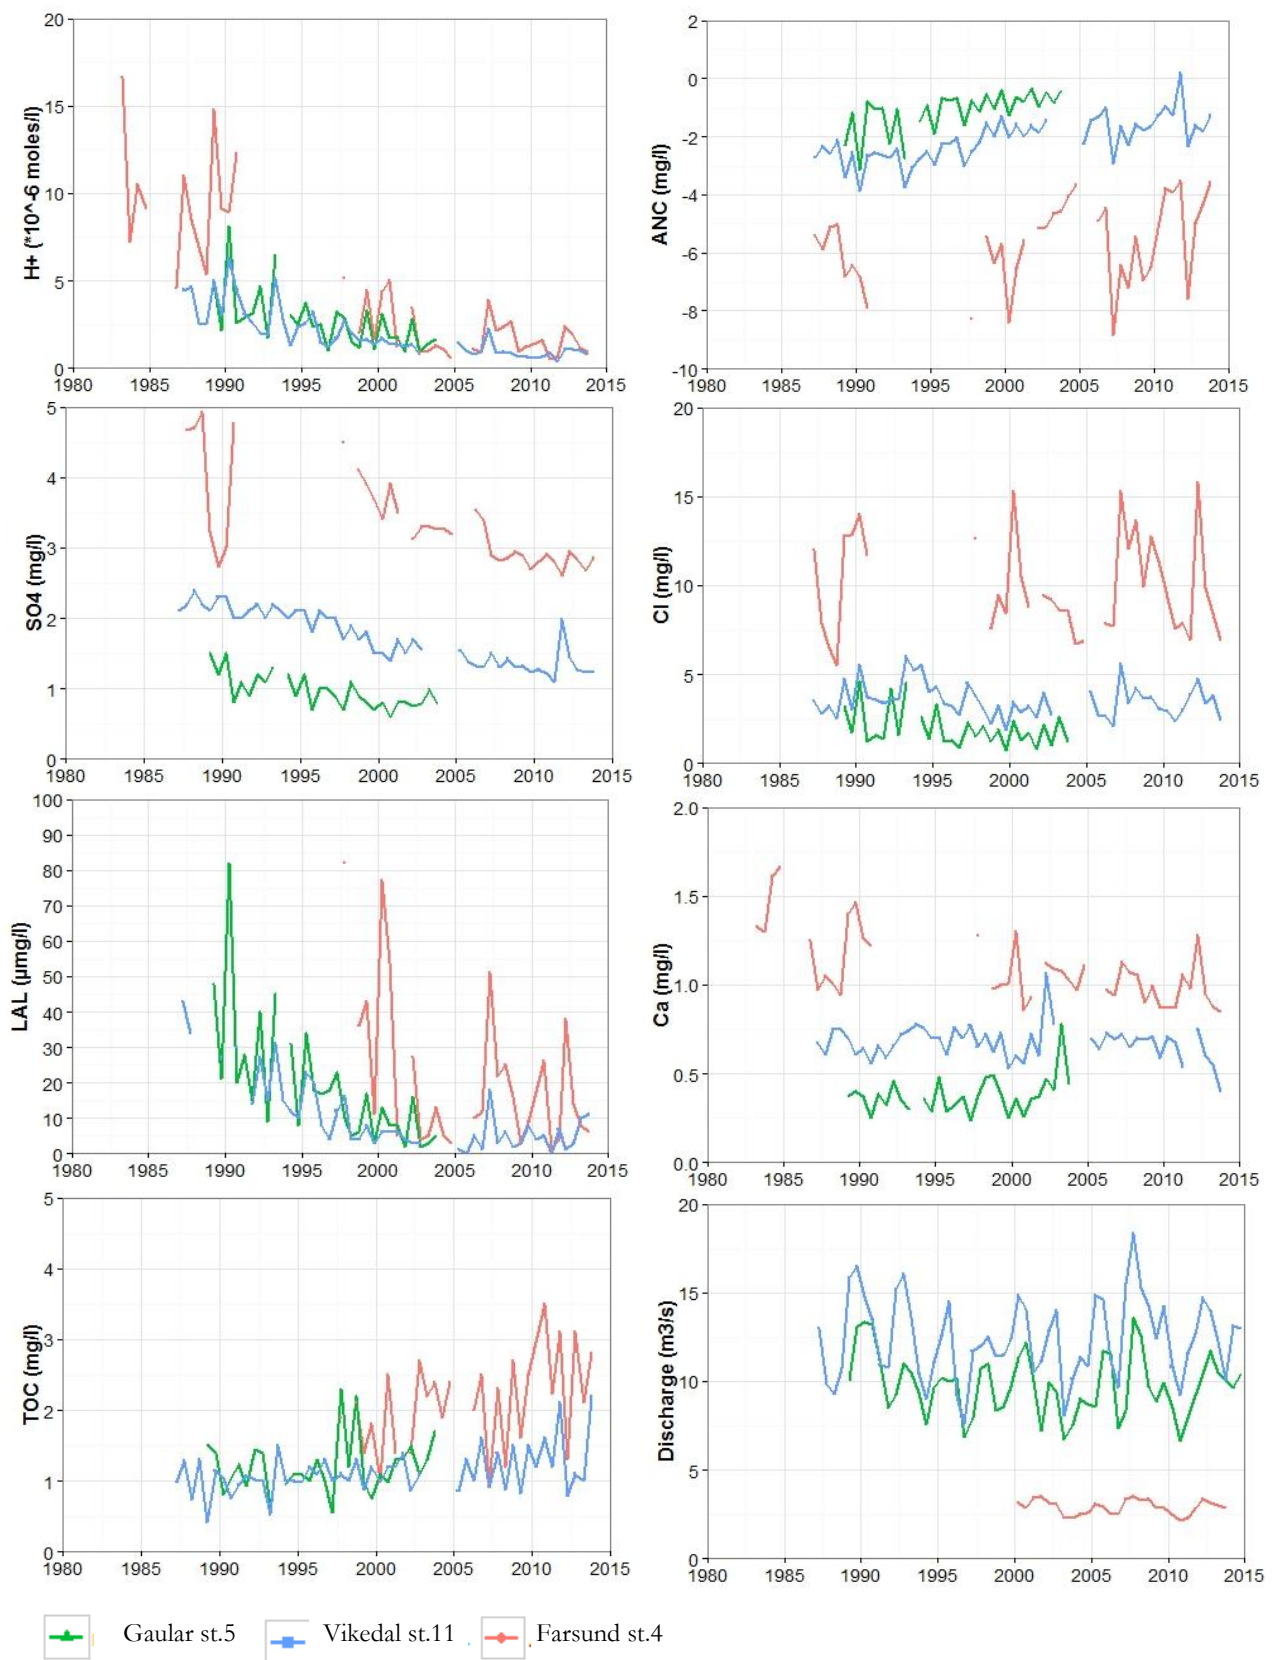 H+ (*10^-6 moles/l)
20
15
10
5
0
1980 1985 1990 1995 2000 2005 2010 2015
ANC (mg/l)
2
0
-2
-4
-6
-8
-10
1980 1985 1990 1995 2000 2005 2010 2015
SO4 (mg/l)
5
4
3
2
1
0
1980 1985 1990 1995 2000 2005 2010 2015
Cl (mg/l)
20
15
10
5
0
1980 1985 1990 1995 2000 2005 2010 2015
LAL (µmg/l)
100
90
80
70
60
50
40
30
20
10
0
1980 1985 1990 1995 2000 2005 2010 2015
Ca (mg/l)
2.0
1.5
1.0
0.5
0.0
1980 1985 1990 1995 2000 2005 2010 2015
TOC (mg/l)
5
4
3
2
1
0
1980 1985 1990 1995 2000 2005 2010 2015
Discharge (m3/s)
20
15
10
5
0
1980 1985 1990 1995 2000 2005 2010 2015
Gaular st.5 Vikedal st.11 Farsund st.4